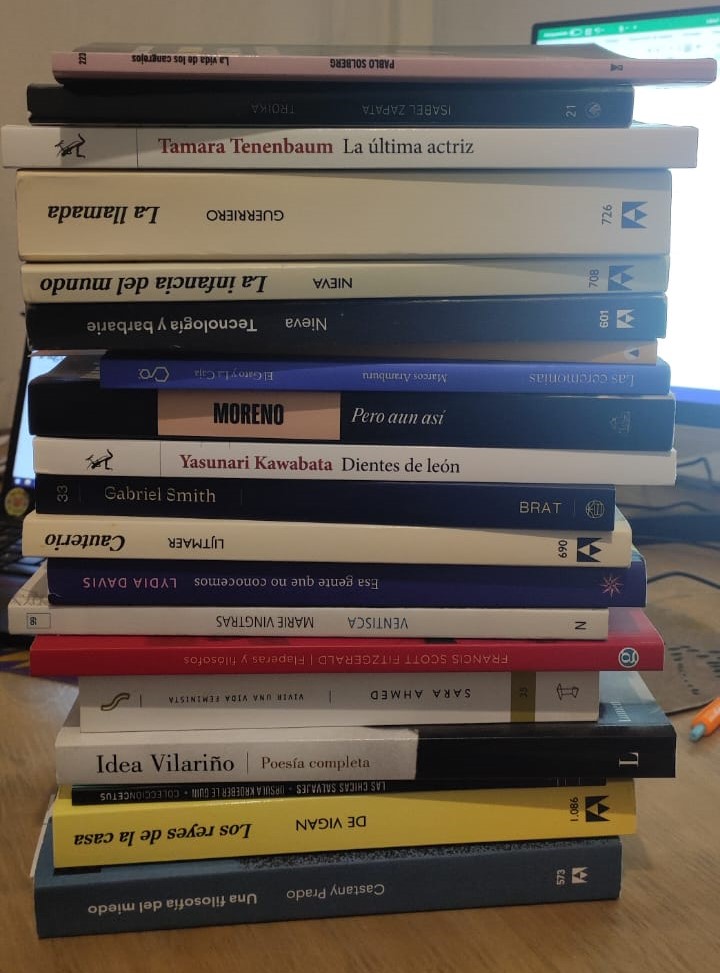 223 La vida de los cangrejos PABLO SOLBERG
TROIKA ISABEL ZAPATA 21
Tamara Tenenbaum La última actriz
La llamada GUERRIERO 726
La infancia del mundo NIEVA 708
Tecnología y barbarie Nieva 601
El Gato y La Caja Marcos Aramburu Las ceremonias
MORENO Pero aun así
Yasunari Kawabata Dientes de león
33 Gabriel Smith BRAT
Cauterio LIJTMAER 690
LYDIA DAVIS Esa gente que no conocemos
MARIE VINGTRAS VENTISCA N
FRANCIS SCOTT FITZGERALD | Flaperas y filósofos
SARA AHMED | VIVIR UNA VIDA FEMINISTA | 33
Idea Vilariño | Poesía completa L
LAS CHICAS SALVAJES • URSULA KROEBER LE GUIN • COLECCIONCETUS
Los reyes de la casa DE VIGAN 1.086
Una filosofía del miedo Castany Prado 573